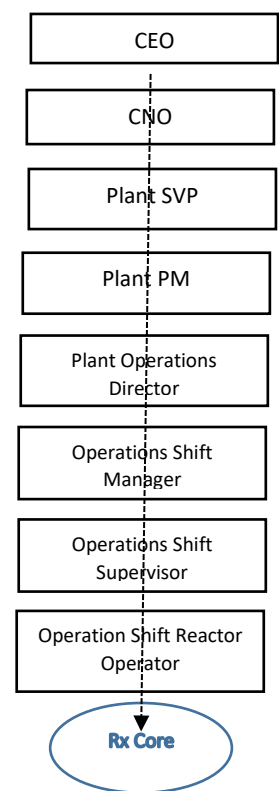 CEO
CNO
Plant SVP
Plant PM
Plant Operations
Director
Operations Shift
Manager
Operations Shift
Supervisor
Operation Shift Reactor
Operator
Rx Core